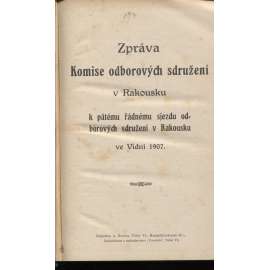 Zpráva
Komise odborových sdružení
v Rakousku
k pátému řádnému sjezdu od-
borových sdružení v Rakousku
ve Vídni 1907.